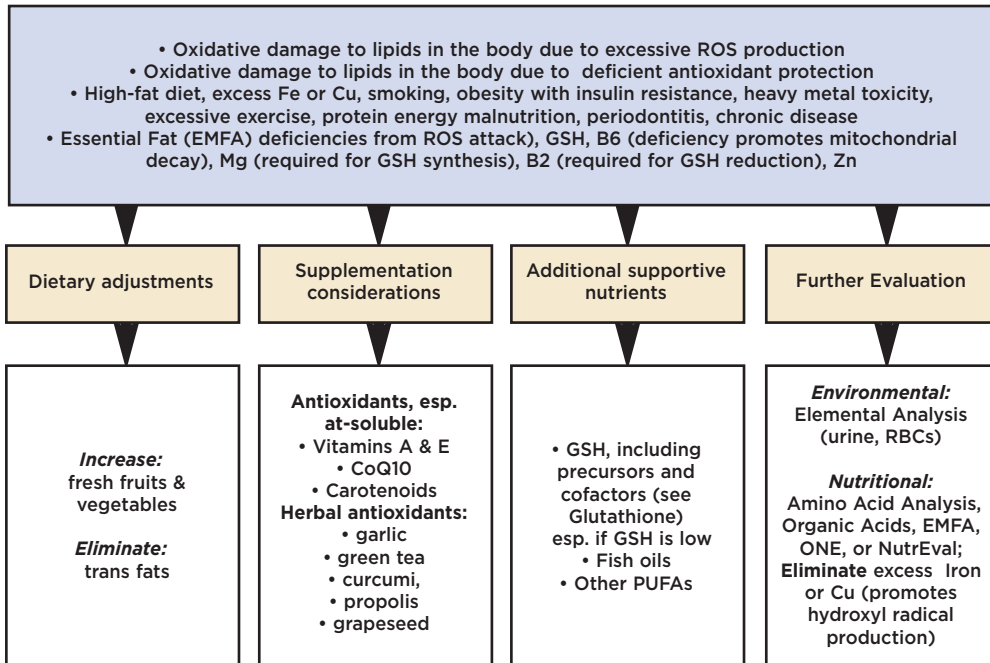 • Oxidative damage to lipids in the body due to excessive ROS production
• Oxidative damage to lipids in the body due to deficient antioxidant protection
• High-fat diet, excess Fe or Cu, smoking, obesity with insulin resistance, heavy metal toxicity,
excessive exercise, protein energy malnutrition, periodontitis, chronic disease
• Essential Fat (EMFA) deficiencies from ROS attack), GSH, B6 (deficiency promotes mitochondrial
decay), Mg (required for GSH synthesis), B2 (required for GSH reduction), Zn
Dietary adjustments
Supplementation
considerations
Additional supportive
nutrients
Further Evaluation
Increase:
fresh fruits &
vegetables
Eliminate:
trans fats
Antioxidants, esp.
at-soluble:
• Vitamins A & E
• CoQ10
• Carotenoids
Herbal antioxidants:
• garlic
• green tea
• curcumi,
• propolis
• grapeseed
• GSH, including
precursors and
cofactors (see
Glutathione)
esp. if GSH is low
• Fish oils
• Other PUFAs
Environmental:
Elemental Analysis
(urine, RBCs)
Nutritional:
Amino Acid Analysis,
Organic Acids, EMFA,
ONE, or NutrEval;
Eliminate excess Iron
or Cu (promotes
hydroxyl radical
production)